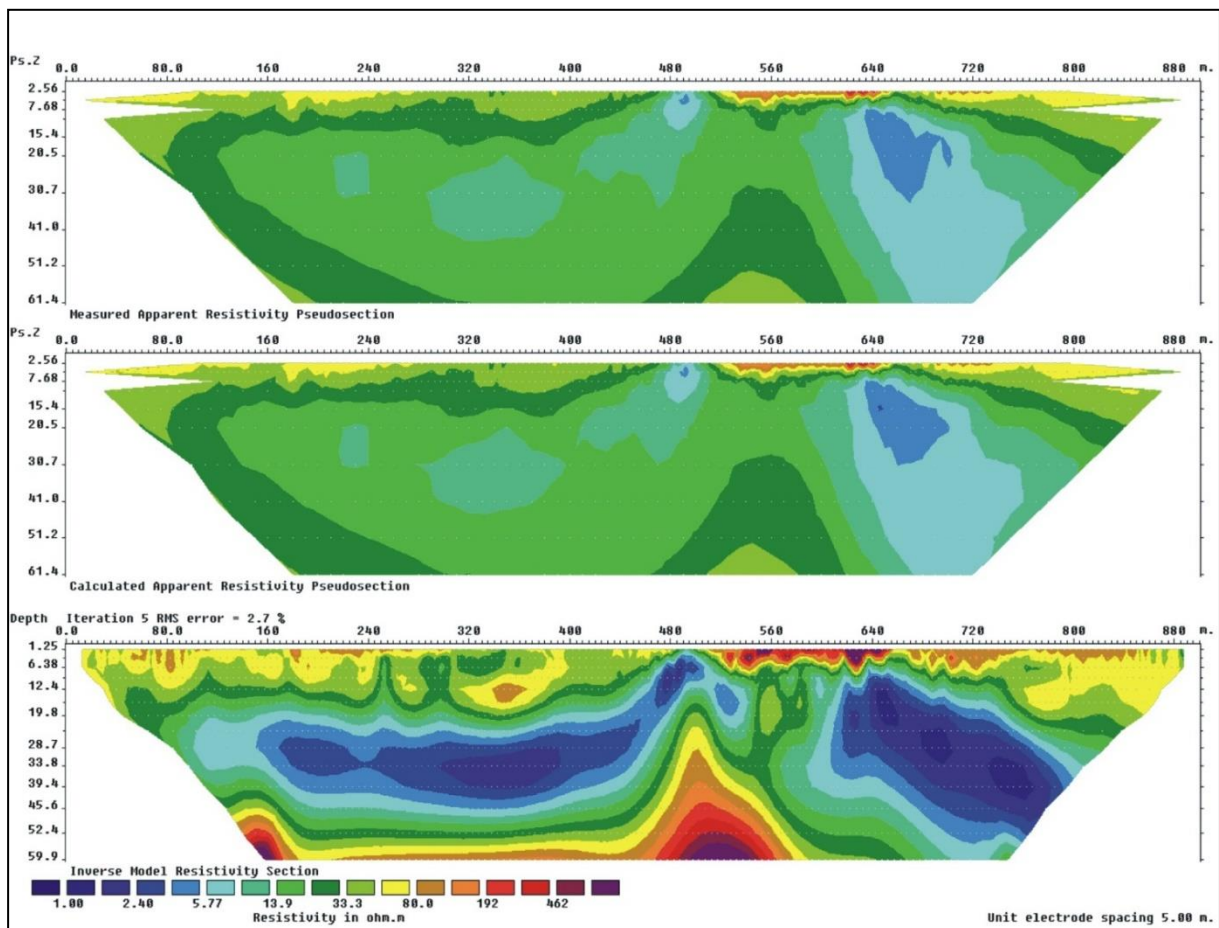 Ps.Z
0.0 80.0 160 240 320 400 480 560 640 720 800 880 m.
2.56
7.68
15.4
20.5
30.7
41.0
51.2
61.4
Measured Apparent Resistivity Pseudosection
Ps.Z
0.0 80.0 160 240 320 400 480 560 640 720 800 880 m.
2.56
7.68
15.4
20.5
30.7
41.0
51.2
61.4
Calculated Apparent Resistivity Pseudosection
Depth Iteration 5 RMS error = 2.7 %
0.0 80.0 160 240 320 400 480 560 640 720 800 880 m.
1.25
6.38
12.4
19.8
28.7
33.8
39.4
45.6
52.4
59.9
Inverse Model Resistivity Section
1.00 2.40 5.77 13.9 33.3 80.0 192 462
Resistivity in ohm.m
Unit electrode spacing 5.00 m.